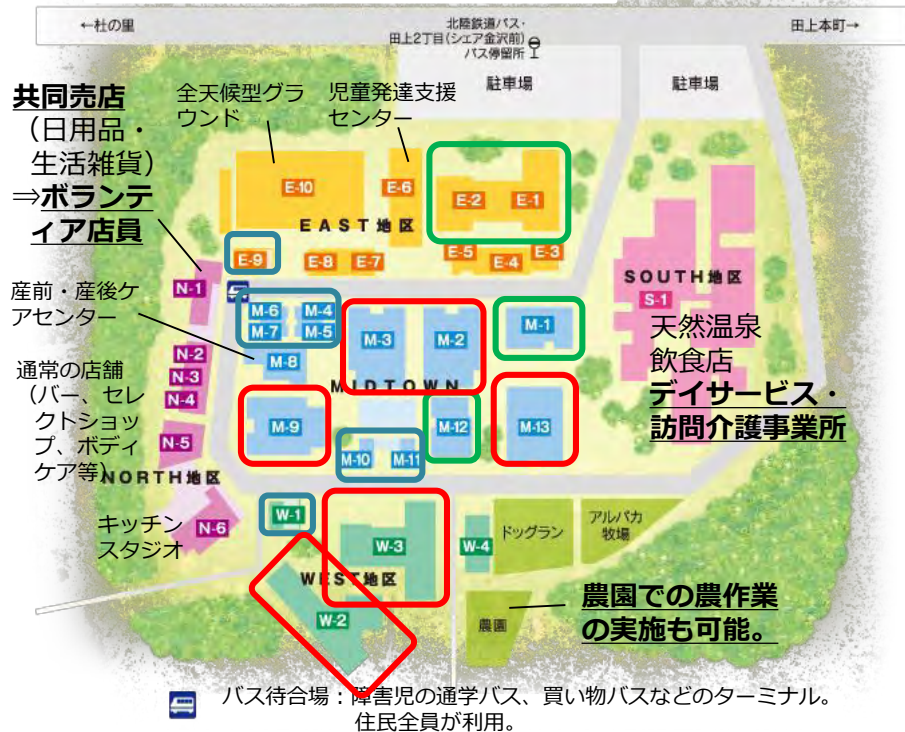 ←杜の里
北陸鉄道バス・
田上2丁目(シェア金沢前)
バス停留所
田上本町→
駐車場
駐車場
共同売店
（日用品・
生活雑貨）
⇒ボランテ
ィア店員
全天候型グラ
ウンド
児童発達支援
センター
E-10
E-6
E-2
E-1
EAST地区
E-9
E-8
E-7
E-5
E-4
E-3
SOUTH地区
S-1
天然温泉
飲食店
デイサービス・
訪問介護事業所
N-1
産前・産後ケ
アセンター
M-6
M-4
M-7
M-5
M-8
M-3
M-2
M-1
MIDTOWN
通常の店舗
（バー、セレ
クトショッ
プ、ボディ
ケア等）
N-2
N-3
N-4
N-5
NORTH地区
M-9
M-10
M-11
M-12
M-13
キッチン
スタジオ
N-6
W-1
W-3
W-4
WEST地区
W-2
ドッグラン
アルパカ
牧場
農園
農園での農作業
の実施も可能。
バス待合場：障害児の通学バス、買い物バスなどのターミナル。
住民全員が利用。